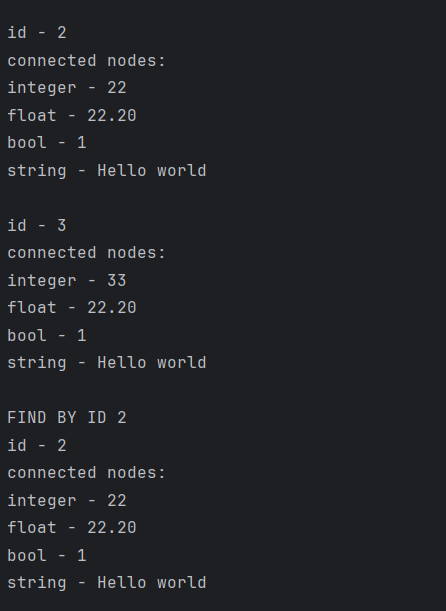 id - 2
connected nodes:
integer - 22
float - 22.20
bool - 1
string - Hello world
id - 3
connected nodes:
integer - 33
float - 22.20
bool - 1
string - Hello world
FIND BY ID 2
id - 2
connected nodes:
integer - 22
float - 22.20
bool - 1
string - Hello world